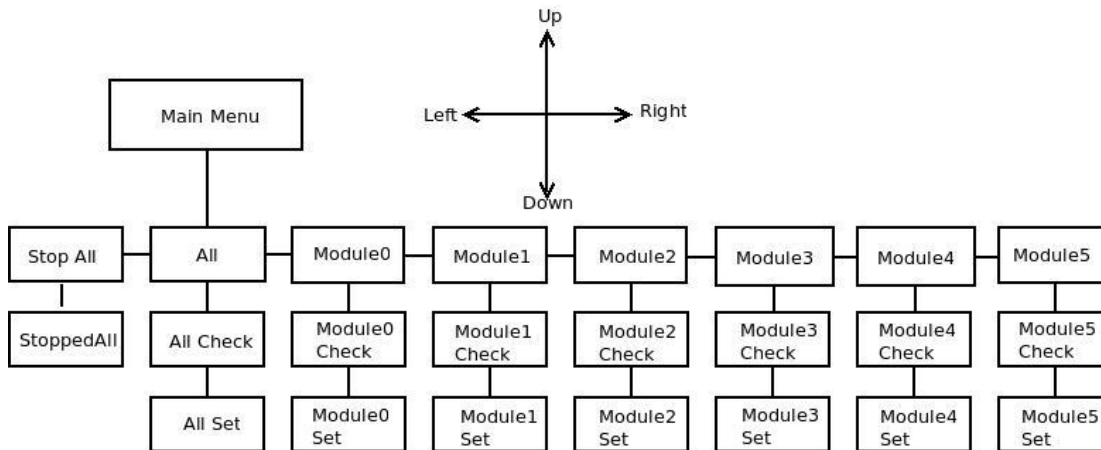 Up
Main Menu
Left
Right
Down
Stop All
All
Module0
Module1
Module2
Module3
Module4
Module5
StoppedAll
All Check
Module0
Check
Module1
Check
Module2
Check
Module3
Check
Module4
Check
Module5
Check
All Set
Module0
Set
Module1
Set
Module2
Set
Module3
Set
Module4
Set
Module5
Set